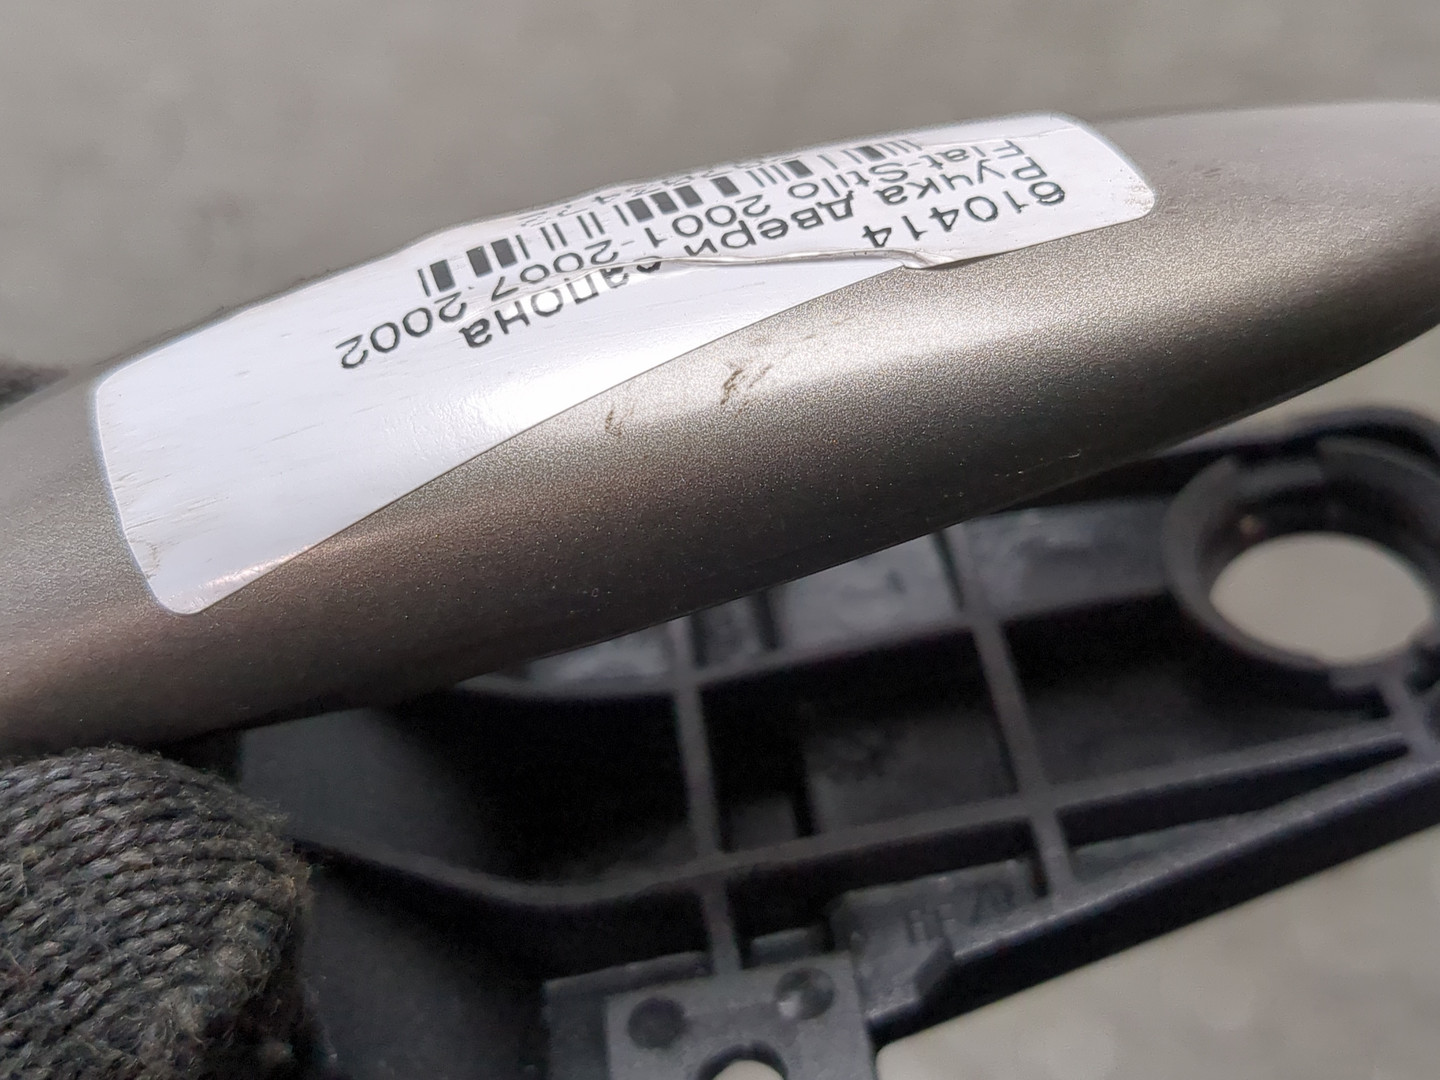 610414
Ручка двери салона
Fiat-Stilo 2001-2007 2002